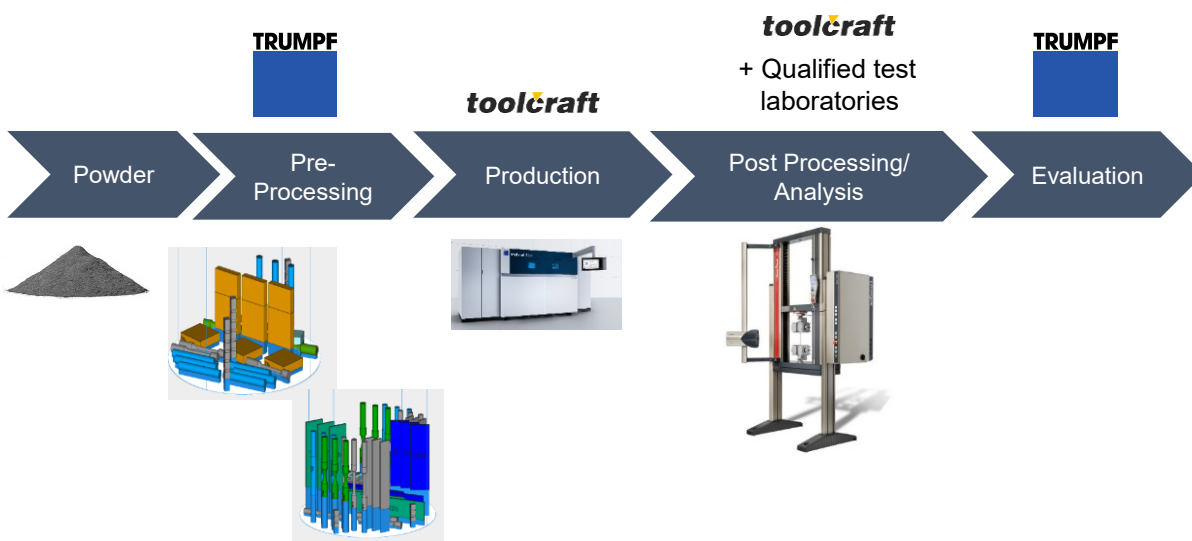 TRUMPF
toolcraft
toolcraft
+ Qualified test
laboratories
TRUMPF
Powder
Pre-
Processing
Production
Post Processing/
Analysis
Evaluation